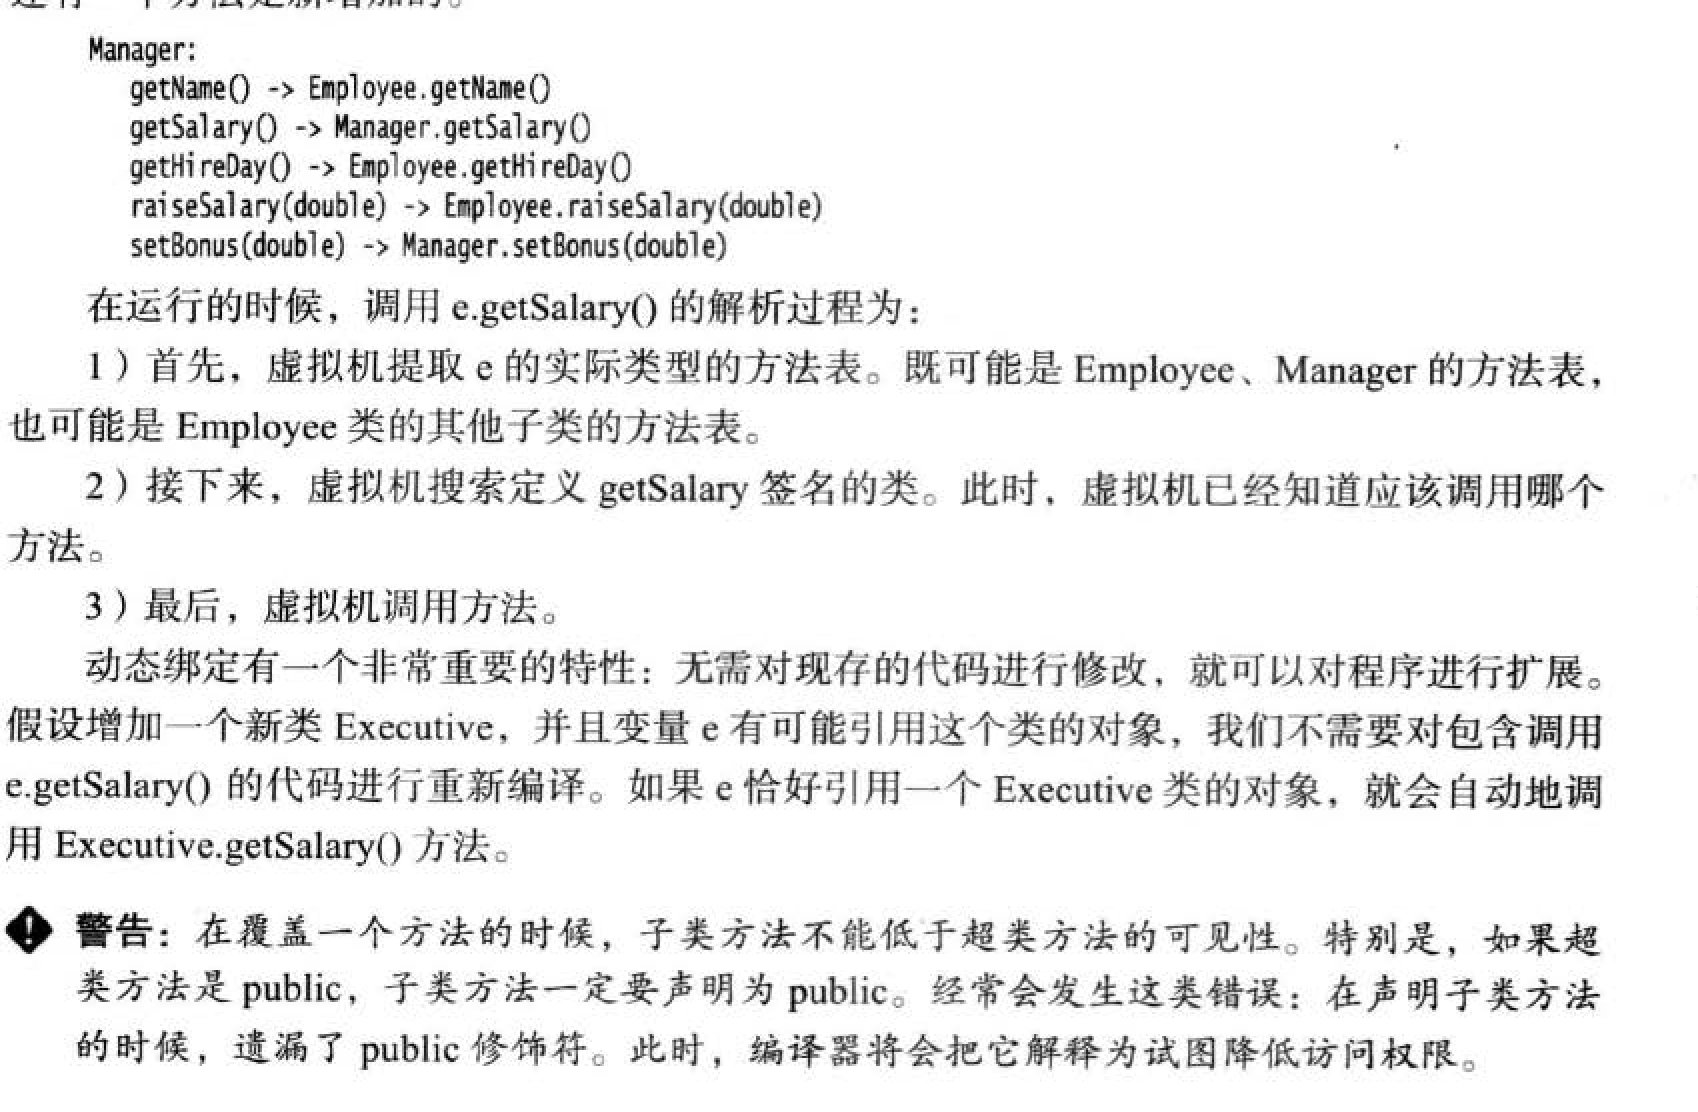 Manager:
getName() -> Employee.getName()
getSalary() -> Manager.getSalary()
getHireDay() -> Employee.getHireDay()
raiseSalary(double) -> Employee.raiseSalary(double)
setBonus(double) -> Manager.setBonus(double)
在运行的时候，调用 e.getSalary() 的解析过程为：
1）首先，虚拟机提取 e 的实际类型的方法表。既可能是 Employee、Manager 的方法表，
也可能是 Employee 类的其他子类的方法表。
2）接下来，虚拟机搜索定义 getSalary 签名的类。此时，虚拟机已经知道应该调用哪个
方法。
3）最后，虚拟机调用方法。
动态绑定有一个非常重要的特性：无需对现存的代码进行修改，就可以对程序进行扩展。
假设增加一个新类 Executive，并且变量 e 有可能引用这个类的对象，我们不需要对包含调用
e.getSalary() 的代码进行重新编译。如果 e 恰好引用一个 Executive 类的对象，就会自动地调
用 Executive.getSalary() 方法。
警告：在覆盖一个方法的时候，子类方法不能低于超类方法的可见性。特别是，如果超
类方法是 public，子类方法一定要声明为 public。经常会发生这类错误：在声明子类方法
的时候，遗漏了 public 修饰符。此时，编译器将会把它解释为试图降低访问权限。